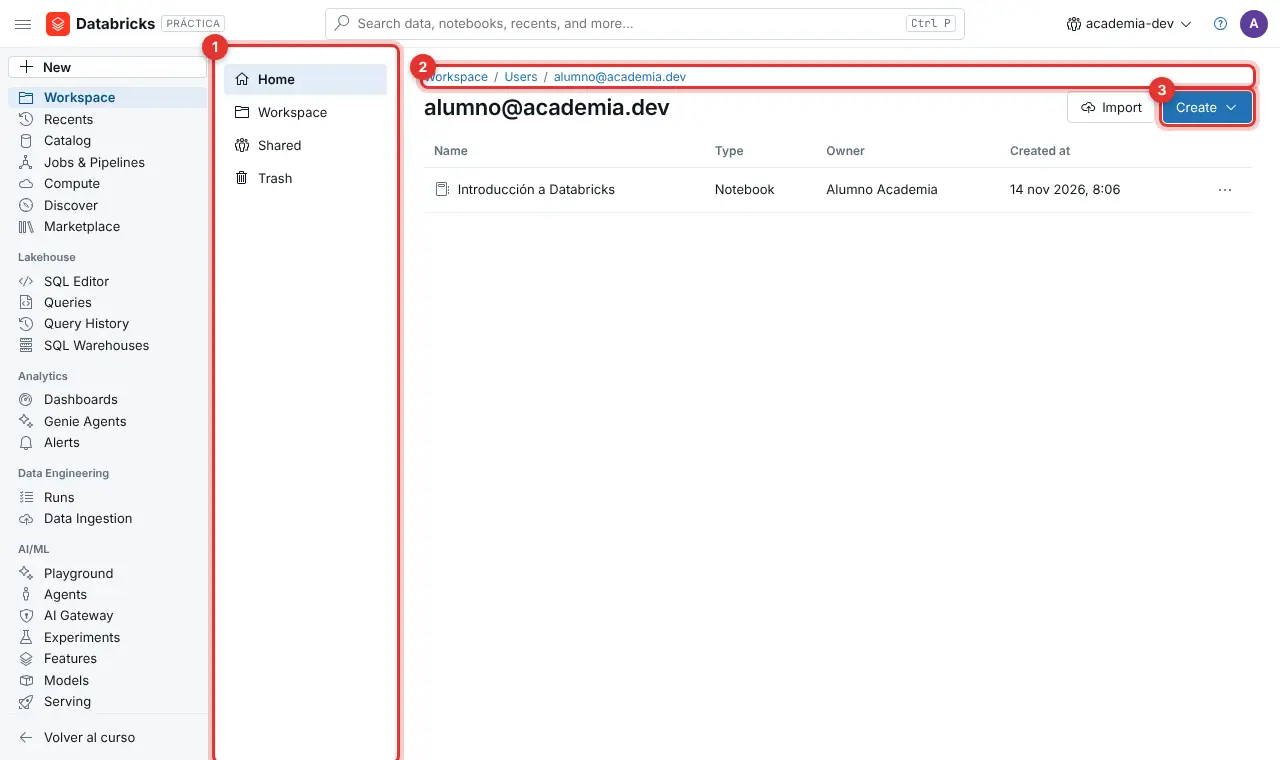 Databricks PRÁCTICA
Search data, notebooks, recents, and more... Ctrl P
academia-dev
?
A
New
Workspace
Recents
Catalog
Jobs & Pipelines
Compute
Discover
Marketplace
Lakehouse
SQL Editor
Queries
Query History
SQL Warehouses
Analytics
Dashboards
Genie Agents
Alerts
Data Engineering
Runs
Data Ingestion
AI/ML
Playground
Agents
AI Gateway
Experiments
Features
Models
Serving
Volver al curso
1
Home
Workspace
Shared
Trash
2
Workspace / Users / alumno@academia.dev
alumno@academia.dev
Import
3
Create
Name Type Owner Created at
Introducción a Databricks Notebook Alumno Academia 14 nov 2026, 8:06 ...